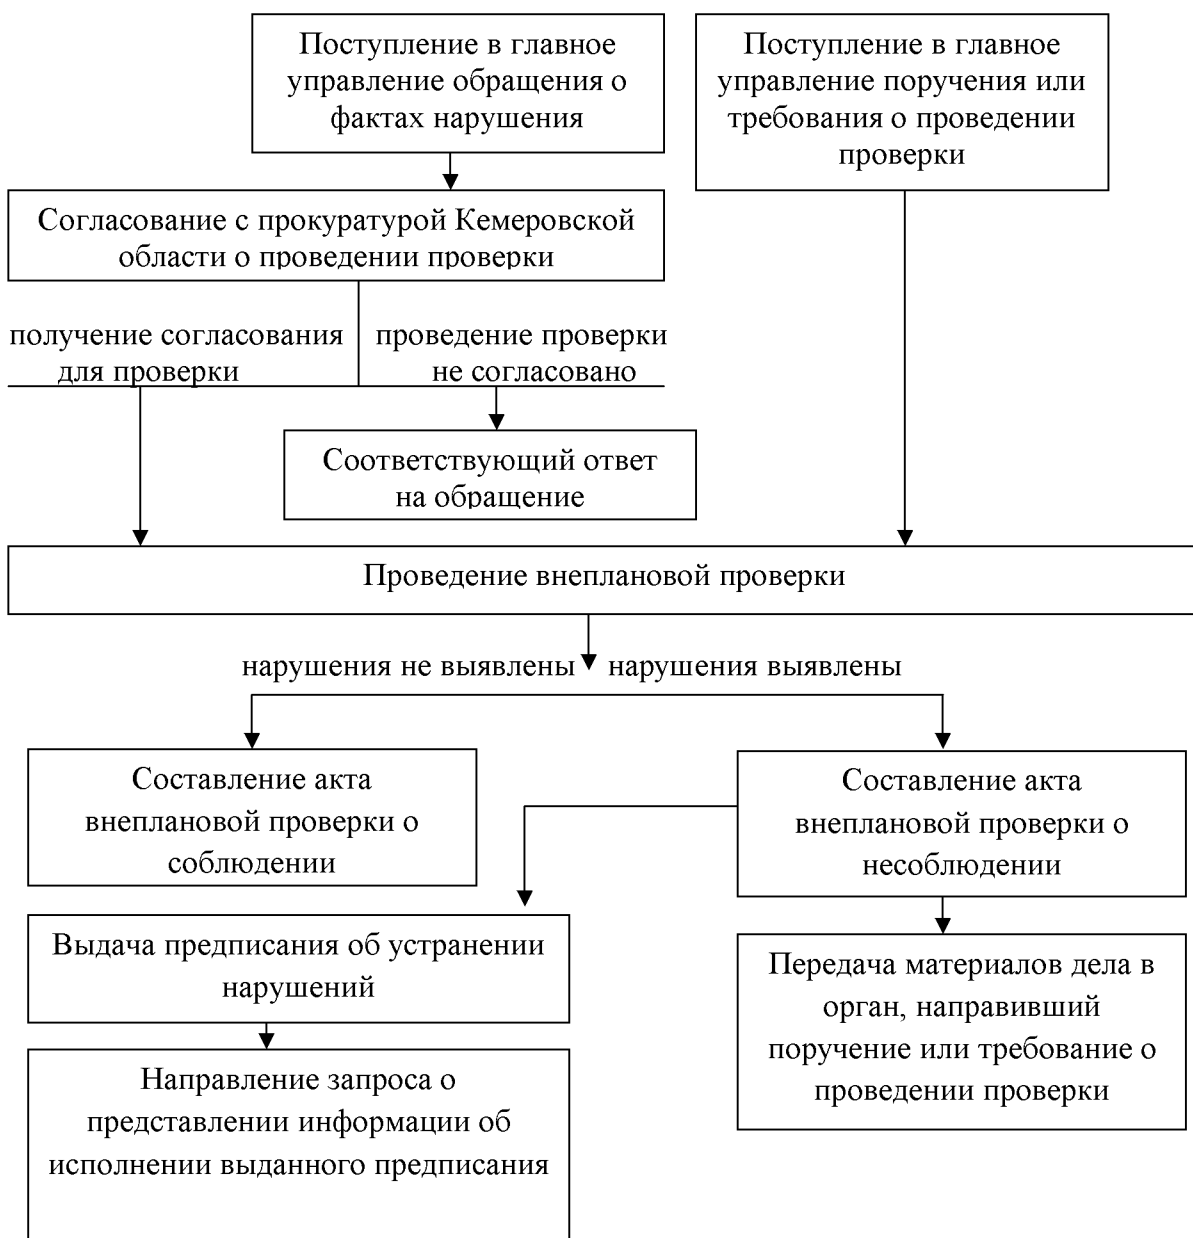 Поступление в главное
управление обращения о
фактах нарушения
Поступление в главное
управление поручения или
требования о проведении
проверки
Согласование с прокуратурой Кемеровской
области о проведении проверки
получение согласования
для проверки
проведение проверки
не согласовано
Соответствующий ответ
на обращение
Проведение внеплановой проверки
нарушения не выявлены
нарушения выявлены
Составление акта
внеплановой проверки о
соблюдении
Составление акта
внеплановой проверки о
несоблюдении
Выдача предписания об устранении
нарушений
Передача материалов дела в
орган, направивший
поручение или требование о
проведении проверки
Направление запроса о
представлении информации об
исполнении выданного предписания